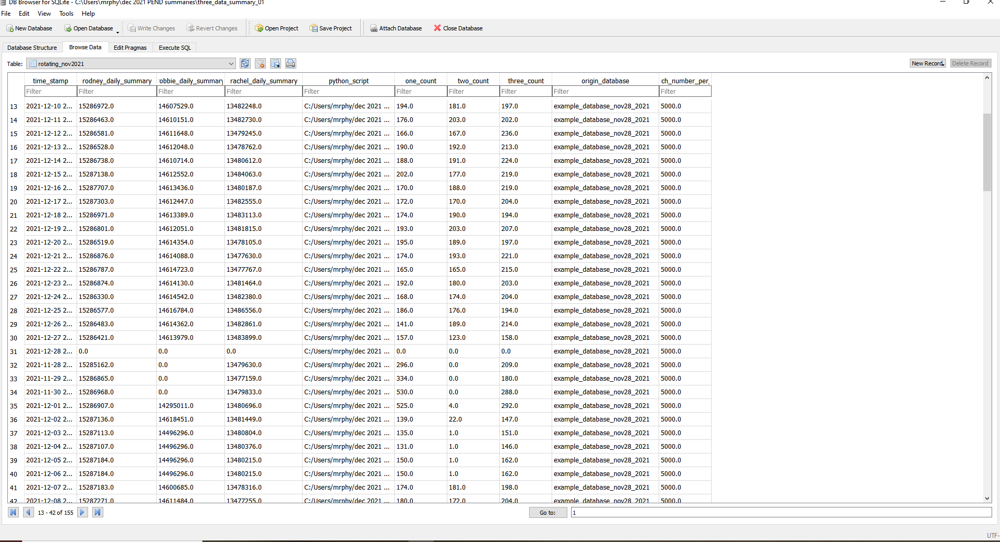 DB Browser for SQLite - C:\Users\mrphy\dec 2021 PEND summaries\three_data_summary_01
File Edit View Tools Help
New Database Open Database Write Changes Revert Changes Open Project Save Project Attach Database Close Database
Database Structure Browse Data Edit Pragmas Execute SQL
Table: rotating_nov2021 New Record Delete Record
time_stamp rodney_daily_summary obbie_daily_summary rachel_daily_summary python_script one_count two_count three_count origin_database ch_number_per_
Filter Filter Filter Filter Filter Filter Filter Filter Filter Filter
13 2021-12-10 2... 15286972.0 14607529.0 13482248.0 C:/Users/mrphy/dec 2021 ... 194.0 181.0 197.0 example_database_nov28_2021 5000.0
14 2021-12-11 2... 15286463.0 14610151.0 13482730.0 C:/Users/mrphy/dec 2021 ... 176.0 203.0 202.0 example_database_nov28_2021 5000.0
15 2021-12-12 2... 15286581.0 14611648.0 13479245.0 C:/Users/mrphy/dec 2021 ... 166.0 167.0 236.0 example_database_nov28_2021 5000.0
16 2021-12-13 2... 15286528.0 14612048.0 13478762.0 C:/Users/mrphy/dec 2021 ... 190.0 192.0 213.0 example_database_nov28_2021 5000.0
17 2021-12-14 2... 15286738.0 14610714.0 13480612.0 C:/Users/mrphy/dec 2021 ... 188.0 191.0 224.0 example_database_nov28_2021 5000.0
18 2021-12-15 2... 15287138.0 14612552.0 13484063.0 C:/Users/mrphy/dec 2021 ... 202.0 177.0 219.0 example_database_nov28_2021 5000.0
19 2021-12-16 2... 15287707.0 14613436.0 13480187.0 C:/Users/mrphy/dec 2021 ... 170.0 188.0 219.0 example_database_nov28_2021 5000.0
20 2021-12-17 2... 15287303.0 14612447.0 13482555.0 C:/Users/mrphy/dec 2021 ... 172.0 170.0 204.0 example_database_nov28_2021 5000.0
21 2021-12-18 2... 15286971.0 14613389.0 13483113.0 C:/Users/mrphy/dec 2021 ... 174.0 190.0 194.0 example_database_nov28_2021 5000.0
22 2021-12-19 2... 15286801.0 14612051.0 13481815.0 C:/Users/mrphy/dec 2021 ... 193.0 203.0 207.0 example_database_nov28_2021 5000.0
23 2021-12-20 2... 15286519.0 14614354.0 13478105.0 C:/Users/mrphy/dec 2021 ... 195.0 189.0 197.0 example_database_nov28_2021 5000.0
24 2021-12-21 2... 15286876.0 14614088.0 13477630.0 C:/Users/mrphy/dec 2021 ... 174.0 193.0 221.0 example_database_nov28_2021 5000.0
25 2021-12-22 2... 15286787.0 14614723.0 13477767.0 C:/Users/mrphy/dec 2021 ... 165.0 165.0 215.0 example_database_nov28_2021 5000.0
26 2021-12-23 2... 15286874.0 14614130.0 13481464.0 C:/Users/mrphy/dec 2021 ... 192.0 180.0 203.0 example_database_nov28_2021 5000.0
27 2021-12-24 2... 15286330.0 14614542.0 13482380.0 C:/Users/mrphy/dec 2021 ... 168.0 174.0 204.0 example_database_nov28_2021 5000.0
28 2021-12-25 2... 15286577.0 14616784.0 13486556.0 C:/Users/mrphy/dec 2021 ... 186.0 176.0 194.0 example_database_nov28_2021 5000.0
29 2021-12-26 2... 15286483.0 14614362.0 13482861.0 C:/Users/mrphy/dec 2021 ... 141.0 189.0 214.0 example_database_nov28_2021 5000.0
30 2021-12-27 2... 15286421.0 14613979.0 13483899.0 C:/Users/mrphy/dec 2021 ... 157.0 123.0 158.0 example_database_nov28_2021 5000.0
31 2021-12-28 2... 0.0 0.0 0.0 C:/Users/mrphy/dec 2021 ... 0.0 0.0 0.0 example_database_nov28_2021 5000.0
32 2021-11-28 2... 15285162.0 0.0 13479630.0 C:/Users/mrphy/dec 2021 ... 296.0 0.0 209.0 example_database_nov28_2021 5000.0
33 2021-11-29 2... 15286865.0 0.0 13477159.0 C:/Users/mrphy/dec 2021 ... 334.0 0.0 180.0 example_database_nov28_2021 5000.0
34 2021-11-30 2... 15286968.0 0.0 13479833.0 C:/Users/mrphy/dec 2021 ... 530.0 0.0 288.0 example_database_nov28_2021 5000.0
35 2021-12-01 2... 15286907.0 14295011.0 13480696.0 C:/Users/mrphy/dec 2021 ... 525.0 4.0 292.0 example_database_nov28_2021 5000.0
36 2021-12-02 2... 15287136.0 14618451.0 13481449.0 C:/Users/mrphy/dec 2021 ... 139.0 22.0 147.0 example_database_nov28_2021 5000.0
37 2021-12-03 2... 15287113.0 14496296.0 13480804.0 C:/Users/mrphy/dec 2021 ... 135.0 1.0 151.0 example_database_nov28_2021 5000.0
38 2021-12-04 2... 15287107.0 14496296.0 13480376.0 C:/Users/mrphy/dec 2021 ... 131.0 1.0 146.0 example_database_nov28_2021 5000.0
39 2021-12-05 2... 15287184.0 14496296.0 13480215.0 C:/Users/mrphy/dec 2021 ... 150.0 1.0 162.0 example_database_nov28_2021 5000.0
40 2021-12-06 2... 15287184.0 14496296.0 13480215.0 C:/Users/mrphy/dec 2021 ... 150.0 1.0 162.0 example_database_nov28_2021 5000.0
41 2021-12-07 2... 15287183.0 14600685.0 13478316.0 C:/Users/mrphy/dec 2021 ... 174.0 181.0 198.0 example_database_nov28_2021 5000.0
42 2021-12-08 2... 15287271.0 14611484.0 13477255.0 C:/Users/mrphy/dec 2021 ... 180.0 172.0 204.0 example_database_nov28_2021 5000.0
13 - 42 of 155 Go to: 1
UTF-